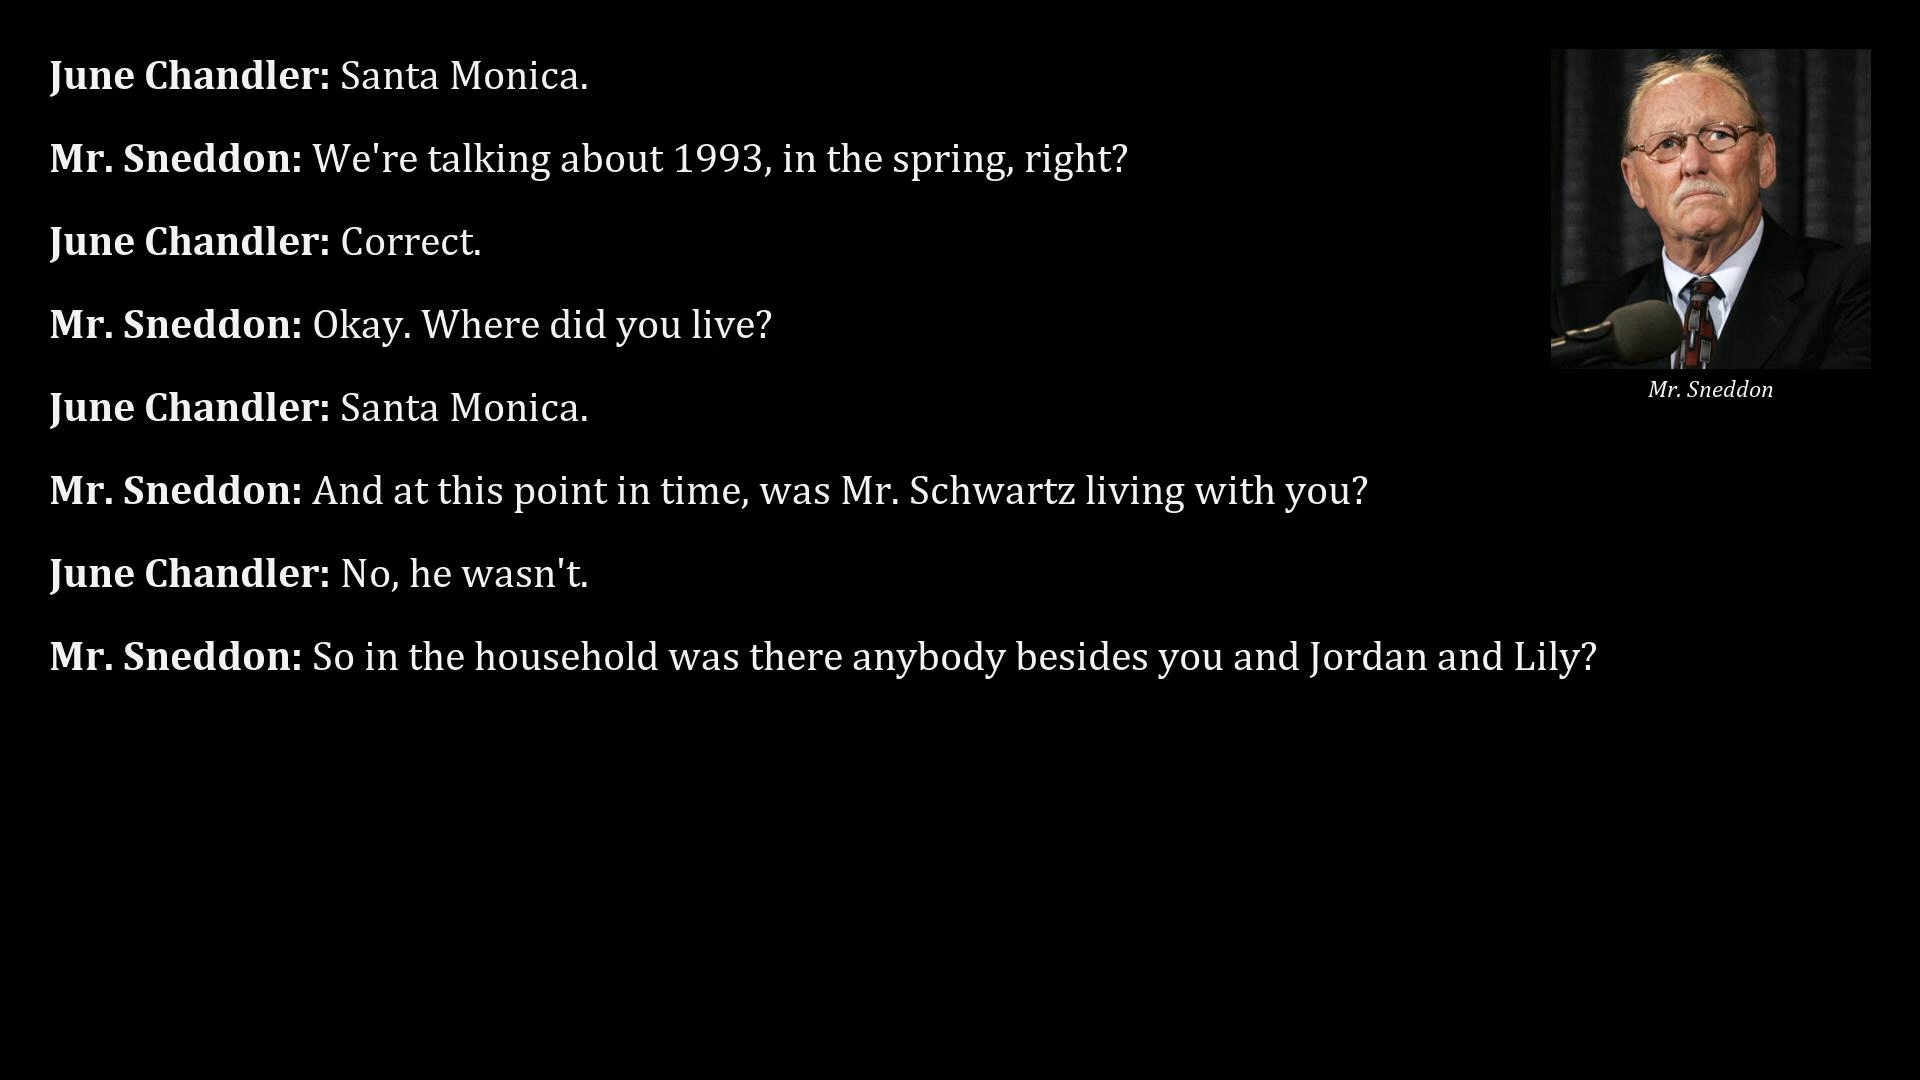 June Chandler: Santa Monica.
Mr. Sneddon: We're talking about 1993, in the spring, right?
June Chandler: Correct.
Mr. Sneddon: Okay. Where did you live?
June Chandler: Santa Monica.
Mr. Sneddon: And at this point in time, was Mr. Schwartz living with you?
June Chandler: No, he wasn't.
Mr. Sneddon: So in the household was there anybody besides you and Jordan and Lily?
Mr. Sneddon